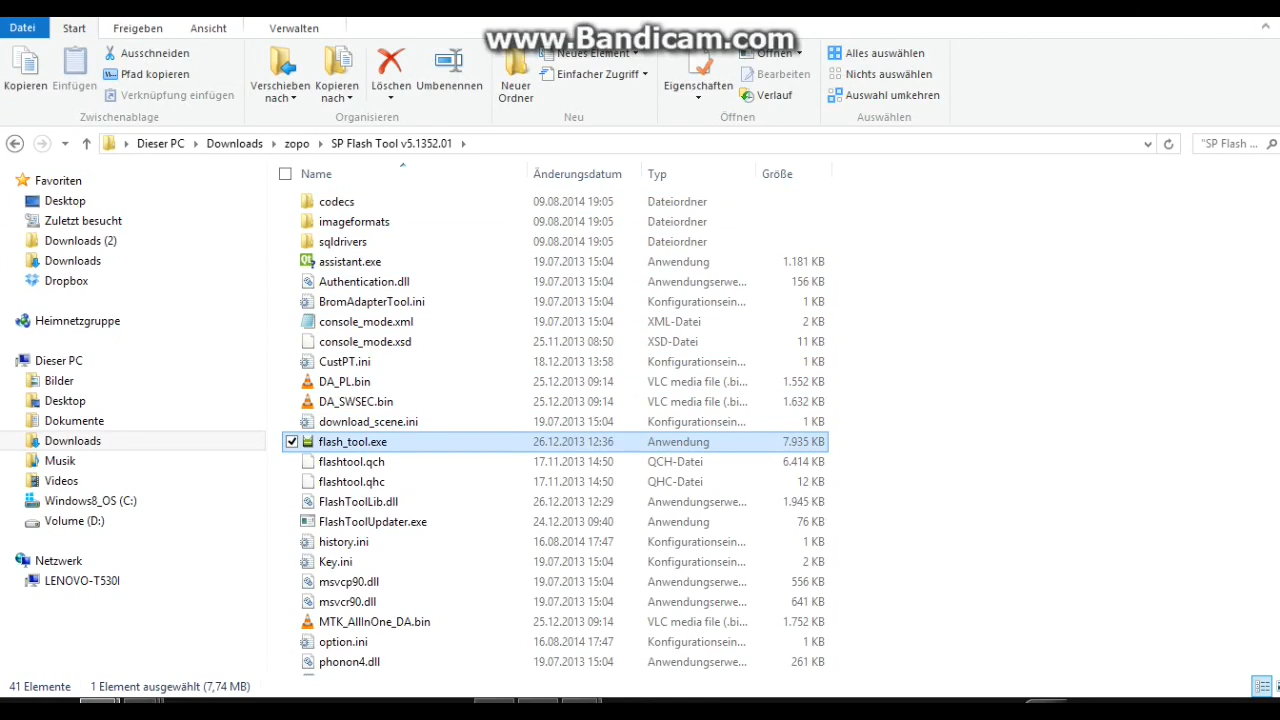 www.Bandicam.com
Datei Start Freigeben Ansicht Verwalten
Kopieren
Einfügen
Ausschneiden
Pfad kopieren
Verknüpfung einfügen
Zwischenablage
Verschieben nach
Kopieren nach
Löschen
Umbenennen
Organisieren
Neuer Ordner
Neues Element
Einfacher Zugriff
Neu
Eigenschaften
Öffnen
Bearbeiten
Verlauf
Öffnen
Alles auswählen
Nichts auswählen
Auswahl umkehren
Auswählen
Dieser PC Downloads zopo SP Flash Tool v5.1352.01
"SP Flash ...
Favoriten
Desktop
Zuletzt besucht
Downloads (2)
Downloads
Dropbox
Heimnetzgruppe
Dieser PC
Bilder
Desktop
Dokumente
Downloads
Musik
Videos
Windows8_OS (C:)
Volume (D:)
Netzwerk
LENOVO-T530I
Name Änderungsdatum Typ Größe
codecs 09.08.2014 19:05 Dateiordner
imageformats 09.08.2014 19:05 Dateiordner
sqldrivers 09.08.2014 19:05 Dateiordner
assistant.exe 19.07.2013 15:04 Anwendung 1.181 KB
Authentication.dll 19.07.2013 15:04 Anwendungserwe... 156 KB
BromAdapterTool.ini 19.07.2013 15:04 Konfigurationsein... 1 KB
console_mode.xml 19.07.2013 15:04 XML-Datei 2 KB
console_mode.xsd 25.11.2013 08:50 XSD-Datei 11 KB
CustPT.ini 18.12.2013 13:58 Konfigurationsein... 1 KB
DA_PL.bin 25.12.2013 09:14 VLC media file (.bi... 1.552 KB
DA_SWSEC.bin 25.12.2013 09:14 VLC media file (.bi... 1.632 KB
download_scene.ini 19.07.2013 15:04 Konfigurationsein... 1 KB
flash_tool.exe 26.12.2013 12:36 Anwendung 7.935 KB
flashtool.qch 17.11.2013 14:50 QCH-Datei 6.414 KB
flashtool.qhc 17.11.2013 14:50 QHC-Datei 12 KB
FlashToolLib.dll 26.12.2013 12:29 Anwendungserwe... 1.945 KB
FlashToolUpdater.exe 24.12.2013 09:40 Anwendung 76 KB
history.ini 16.08.2014 17:47 Konfigurationsein... 1 KB
Key.ini 19.07.2013 15:04 Konfigurationsein... 2 KB
msvcp90.dll 19.07.2013 15:04 Anwendungserwe... 556 KB
msvcr90.dll 19.07.2013 15:04 Anwendungserwe... 641 KB
MTK_AllInOne_DA.bin 25.12.2013 09:14 VLC media file (.bi... 1.752 KB
option.ini 16.08.2014 17:47 Konfigurationsein... 1 KB
phonon4.dll 19.07.2013 15:04 Anwendungserwe... 261 KB
41 Elemente 1 Element ausgewählt (7,74 MB)